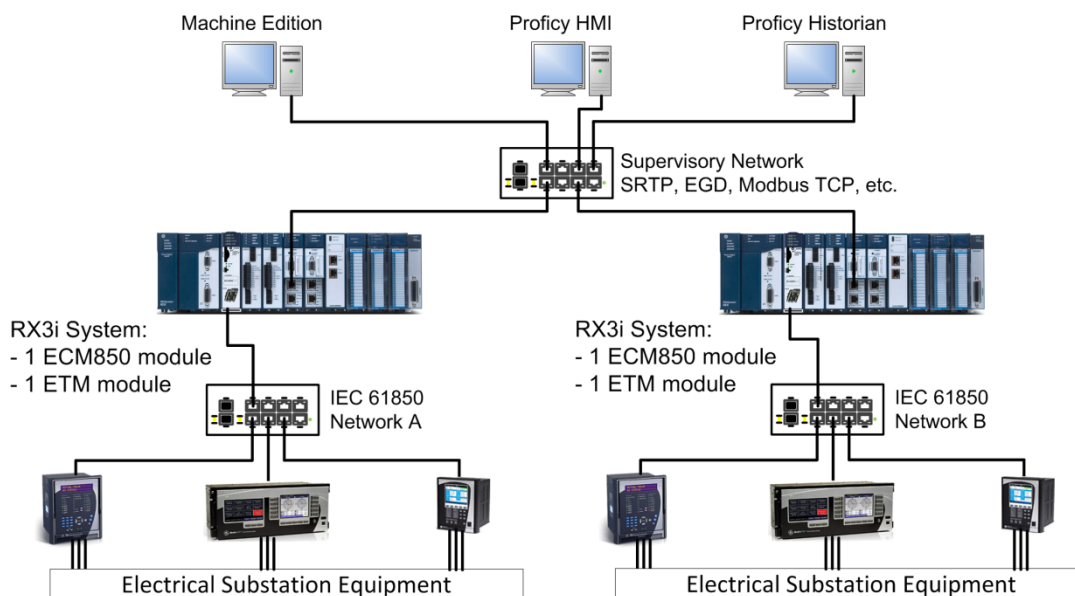 Machine Edition
Proficy HMI
Proficy Historian
Supervisory Network
SRTP, EGD, Modbus TCP, etc.
RX3i System:
- 1 ECM850 module
- 1 ETM module
IEC 61850
Network A
RX3i System:
- 1 ECM850 module
- 1 ETM module
IEC 61850
Network B
Electrical Substation Equipment
Electrical Substation Equipment